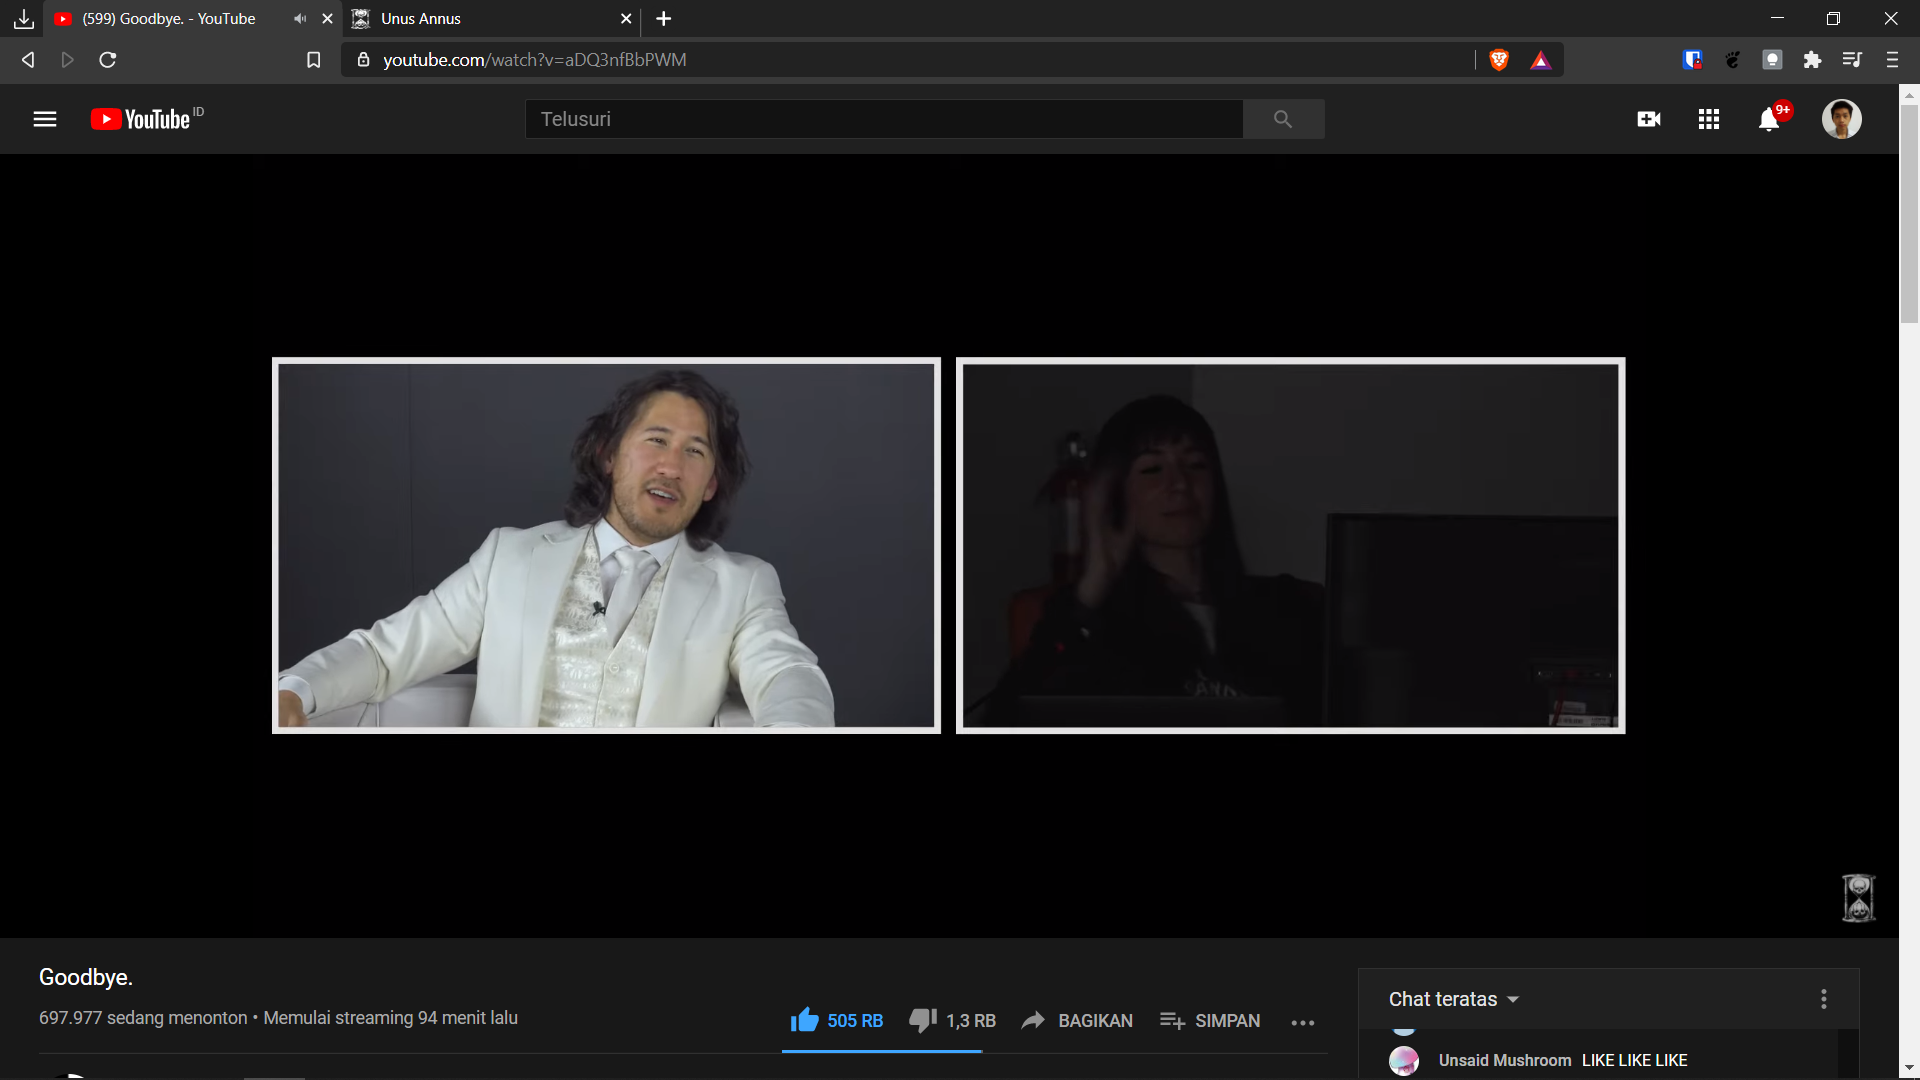 (599) Goodbye. - YouTube
Unus Annus
youtube.com/watch?v=aDQ3nfBbPWM
YouTube ID
Telusuri
9+
Goodbye.
697.977 sedang menonton • Memulai streaming 94 menit lalu
505 RB
1,3 RB
BAGIKAN
SIMPAN
Chat teratas
Unsaid Mushroom LIKE LIKE LIKE